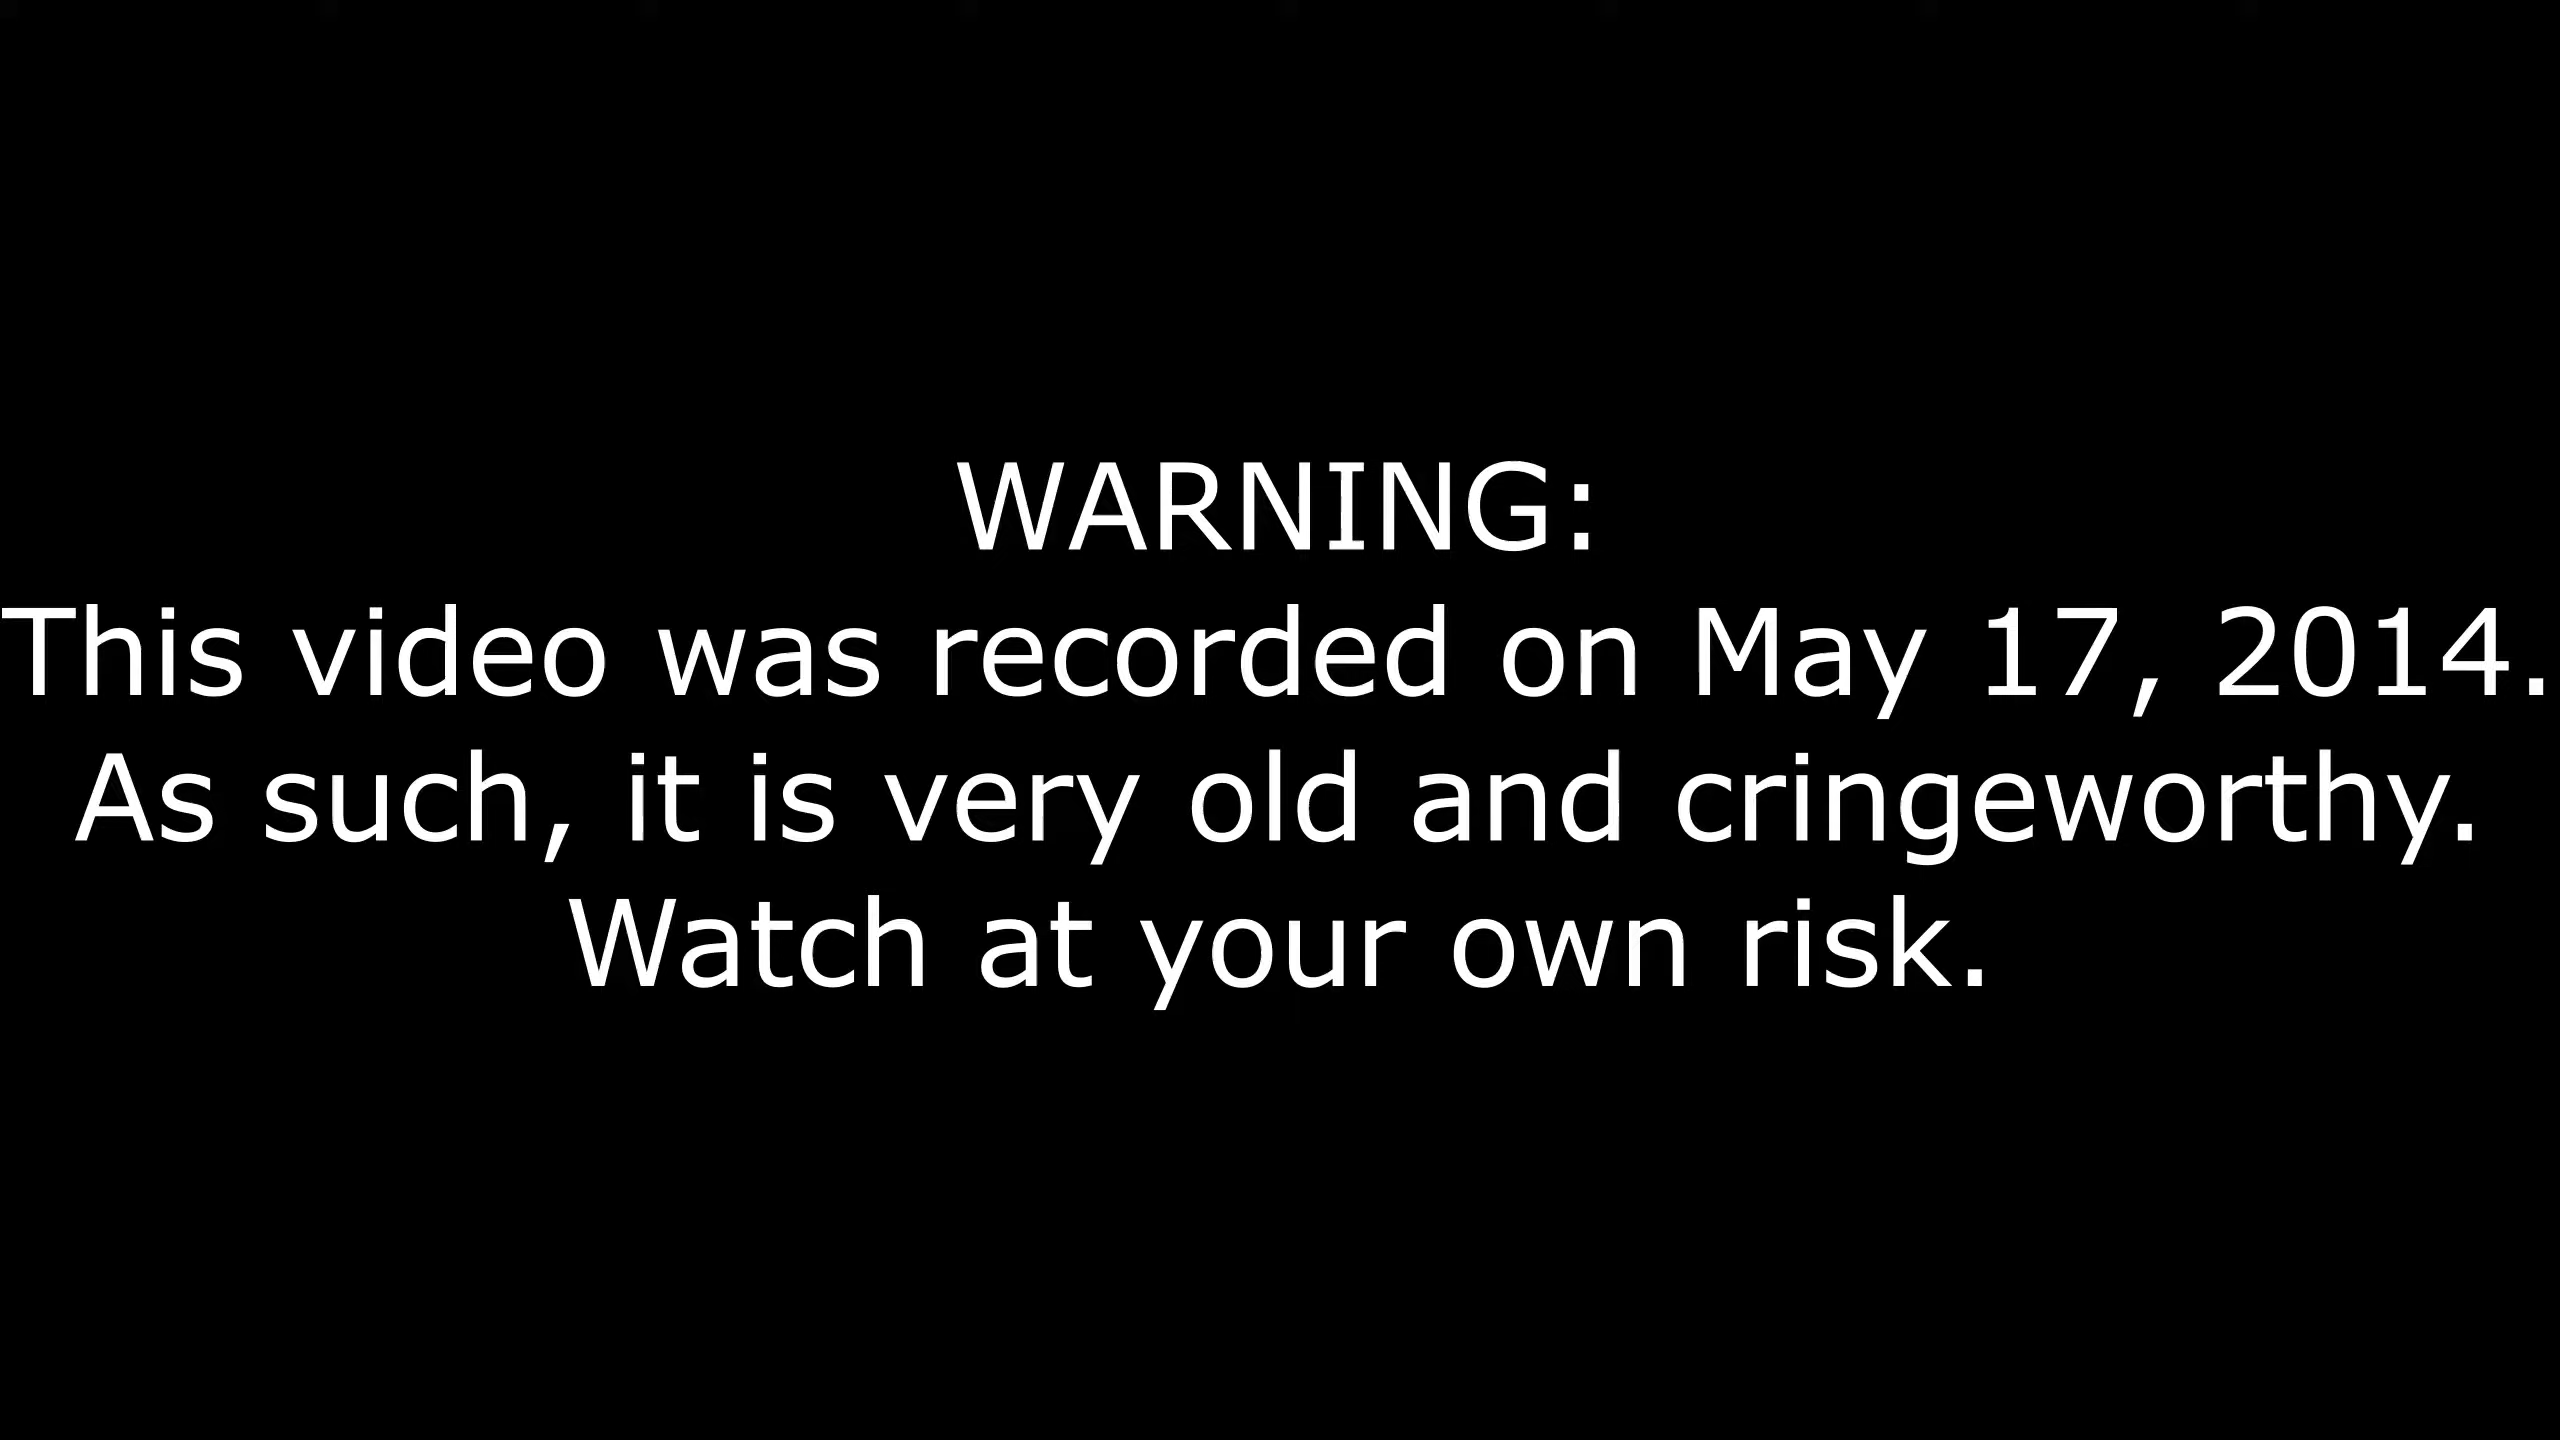 WARNING:
This video was recorded on May 17, 2014.
As such, it is very old and cringeworthy.
Watch at your own risk.